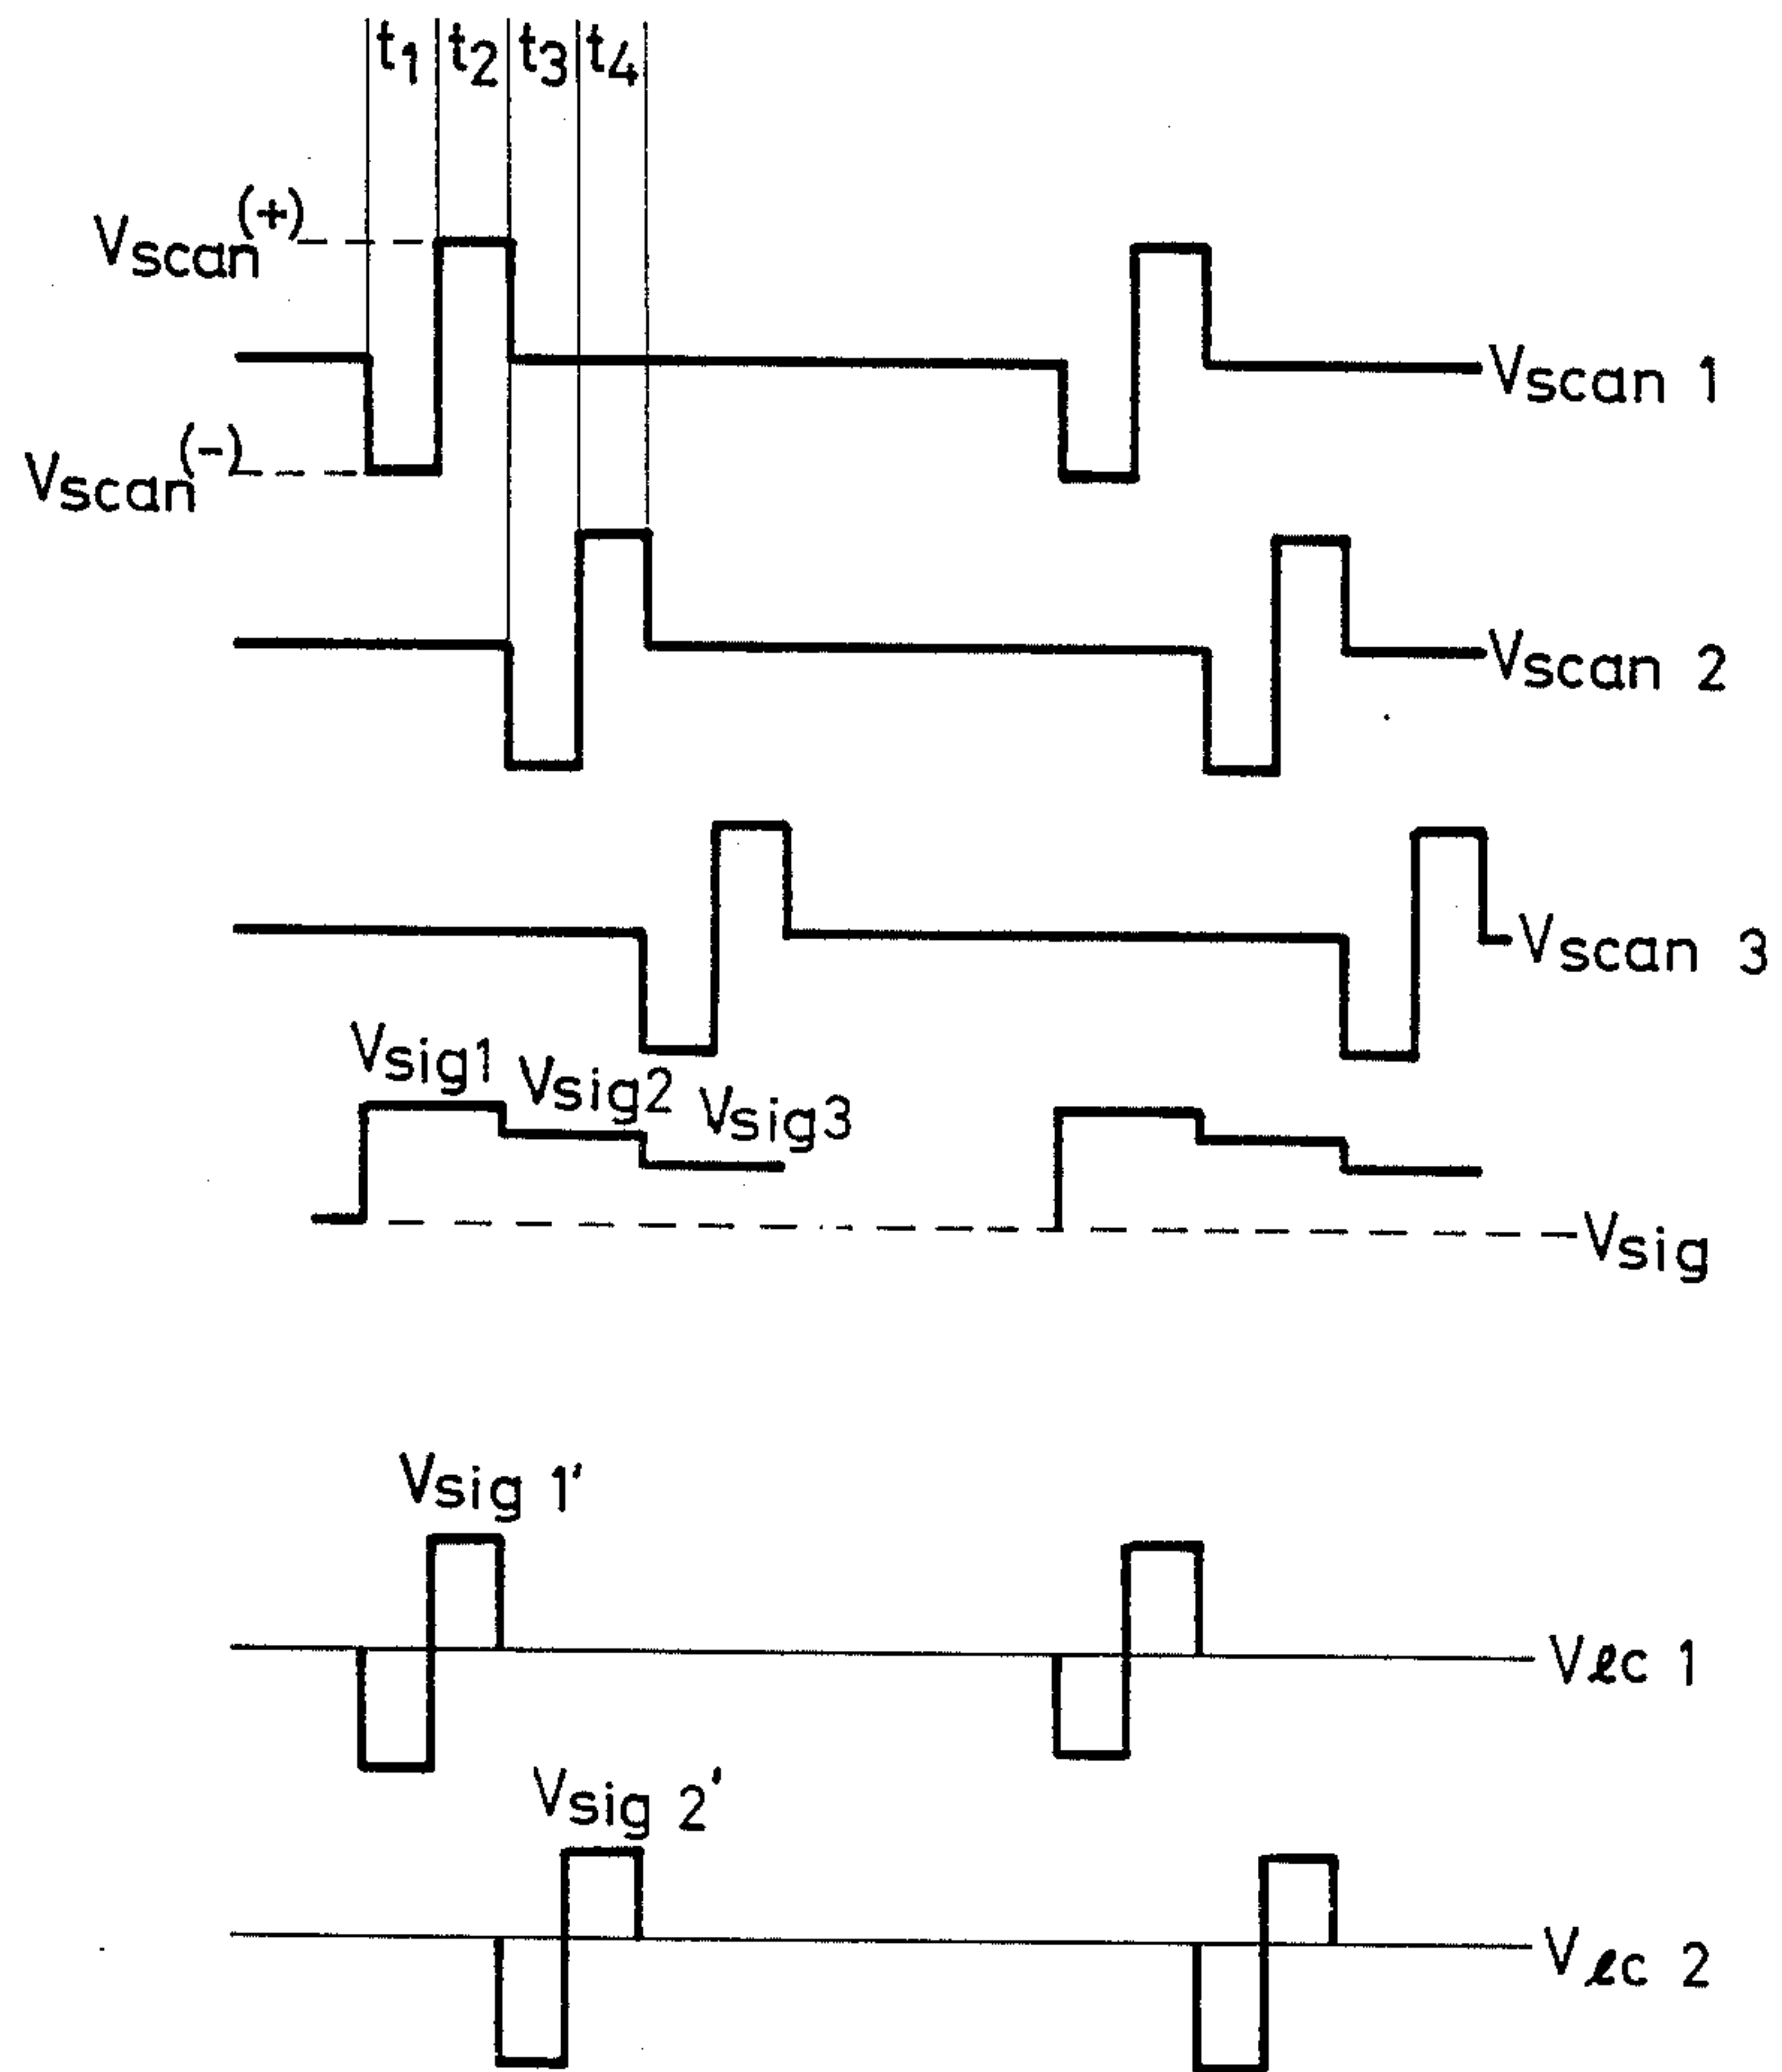 t1 t2 t3 t4
Vscan(+)
Vscan 1
Vscan(-)
Vscan 2
Vscan 3
Vsig1 Vsig2 Vsig3
Vsig
Vsig 1'
Vℓc 1
Vsig 2'
Vℓc 2